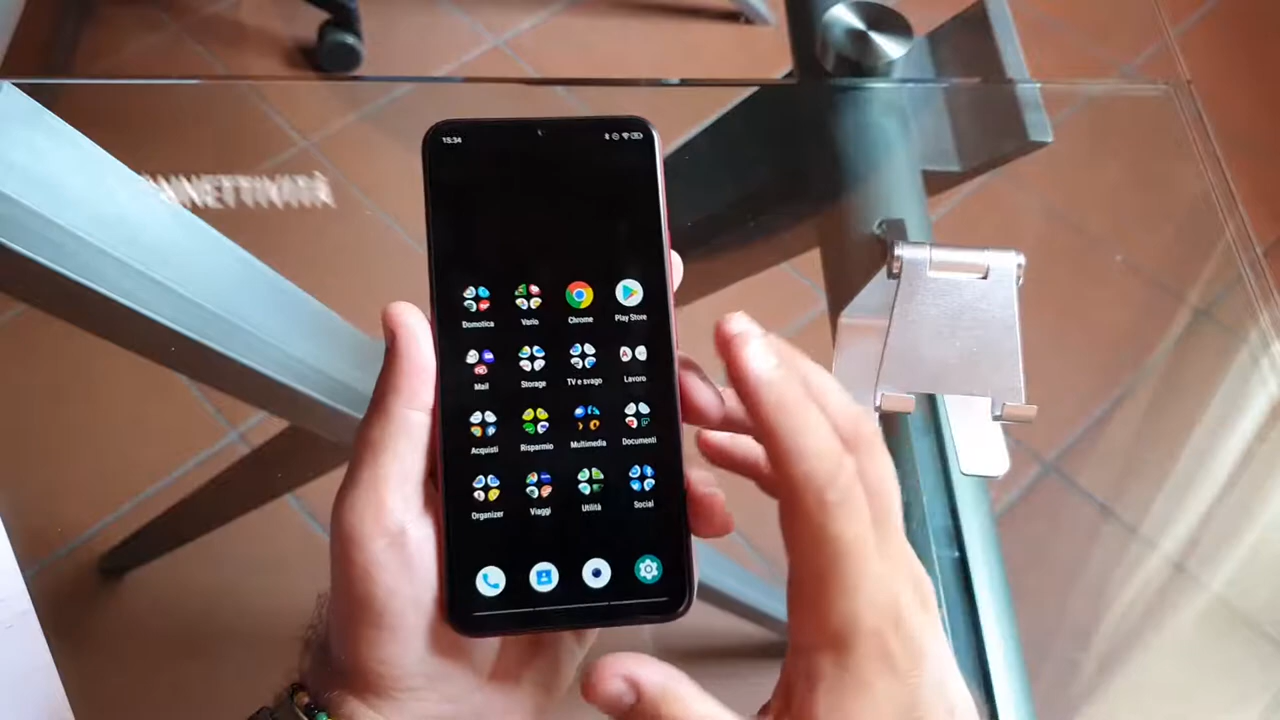 NNETTIVITÀ
15:34
Domotica Vario Chrome Play Store
Mail Storage TV e svago Lavoro
Acquisti Risparmio Multimedia Documenti
Organizer Viaggi Utilità Social